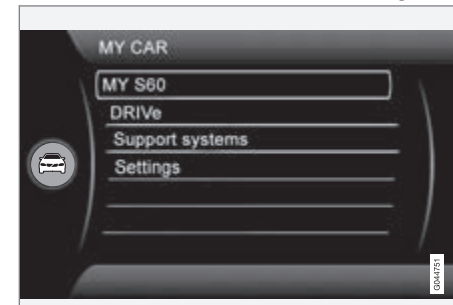 MY CAR
MY S60
DRIVe
Support systems
Settings
G044751